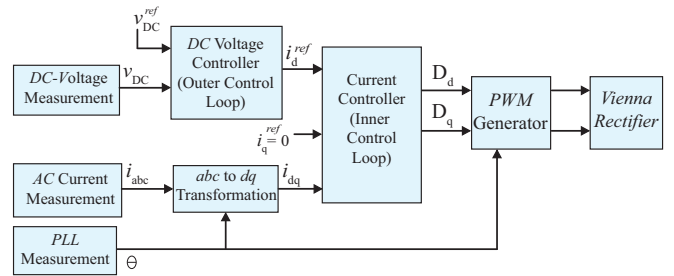 v_DC^ref
DC Voltage
Controller
(Outer Control
Loop)
i_d^ref
DC-Voltage
Measurement
v_DC
Current
Controller
(Inner
Control
Loop)
D_d
D_q
PWM
Generator
Vienna
Rectifier
i_q^ref=0
AC Current
Measurement
i_abc
abc to dq
Transformation
i_dq
PLL
Measurement
θ